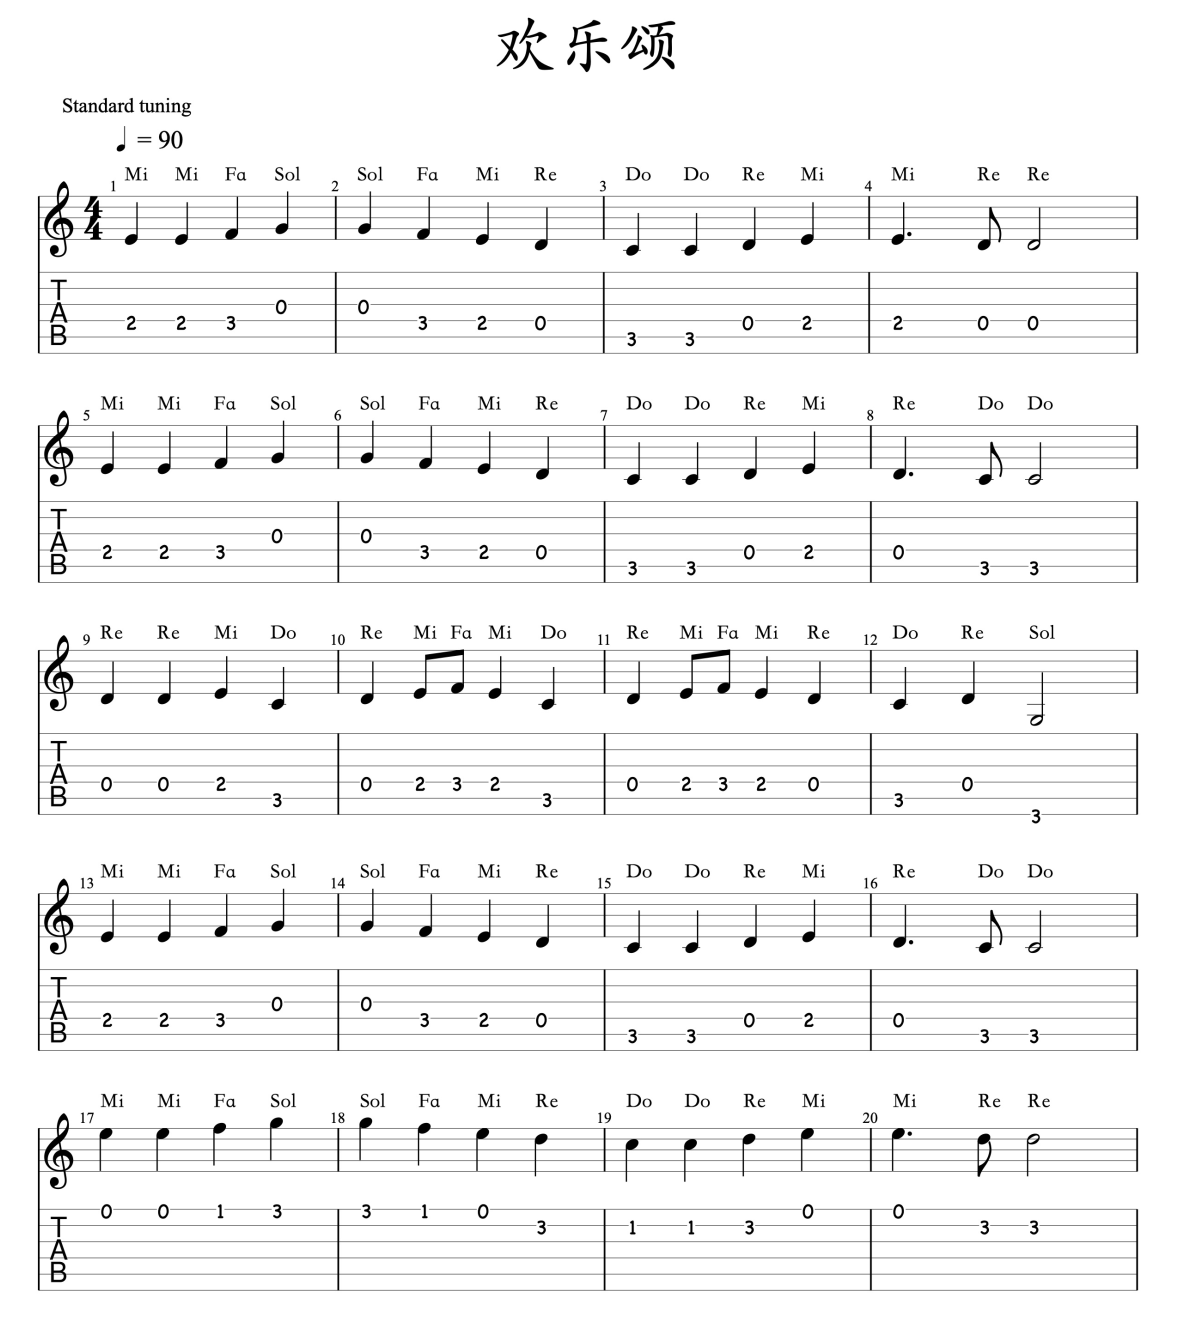 欢乐颂
Standard tuning
♩ = 90
Mi Mi Fa Sol Sol Fa Mi Re Do Do Re Mi Mi Re Re
1 2 3 4
4
4
T 0 0
A 2 2 3 3 2 0 0 2 2 0 0
B 3 3
Mi Mi Fa Sol Sol Fa Mi Re Do Do Re Mi Re Do Do
5 6 7 8
T 0 0
A 2 2 3 3 2 0 0 2 0
B 3 3 3 3
Re Re Mi Do Re Mi Fa Mi Do Re Mi Fa Mi Re Do Re Sol
9 10 11 12
T
A 0 0 2 0 2 3 2 0 2 3 2 0 0
B 3 3 3
3
Mi Mi Fa Sol Sol Fa Mi Re Do Do Re Mi Re Do Do
13 14 15 16
T 0 0
A 2 2 3 3 2 0 0 2 0
B 3 3 3 3
Mi Mi Fa Sol Sol Fa Mi Re Do Do Re Mi Mi Re Re
17 18 19 20
0 0 1 3 3 1 0 0 0
T 3 1 1 3 3 3
A
B